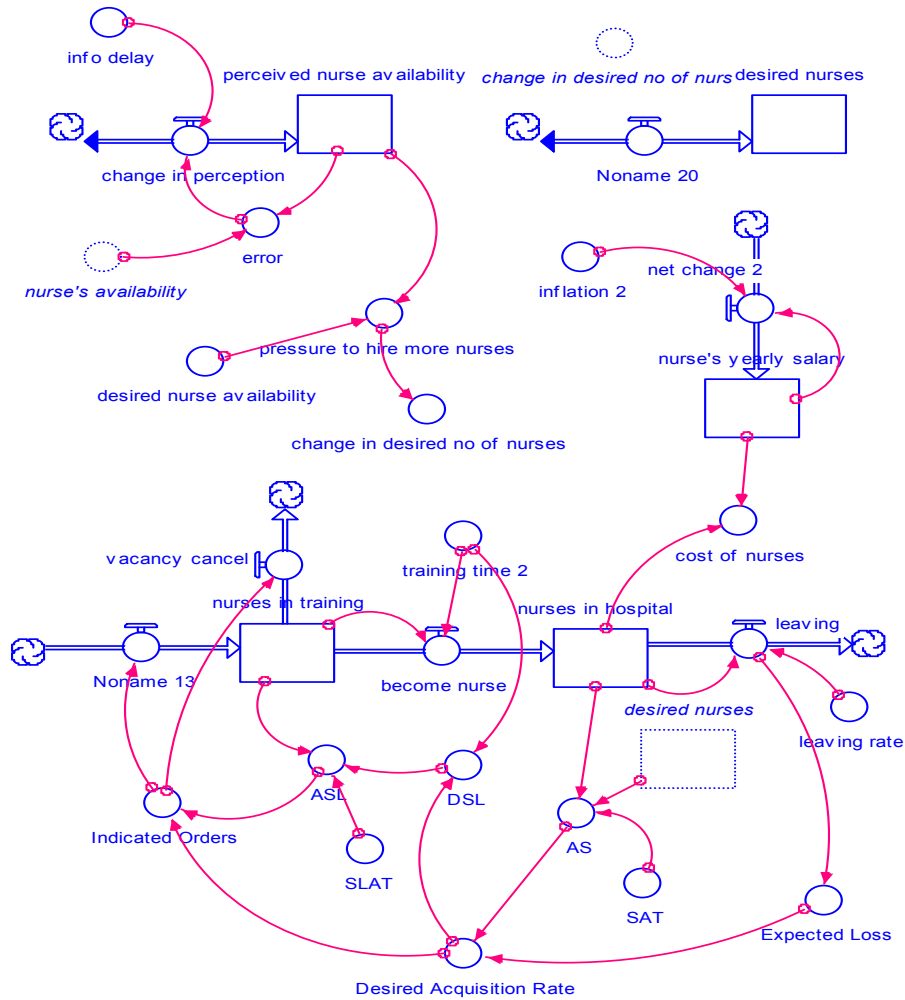 info delay
perceived nurse availability
change in desired no of nurs
desired nurses
change in perception
Noname 20
error
nurse's availability
net change 2
inflation 2
pressure to hire more nurses
nurse's yearly salary
desired nurse availability
change in desired no of nurses
vacancy cancel
training time 2
cost of nurses
nurses in training
nurses in hospital
leaving
Noname 13
become nurse
desired nurses
leaving rate
ASL
DSL
Indicated Orders
AS
SLAT
SAT
Expected Loss
Desired Acquisition Rate